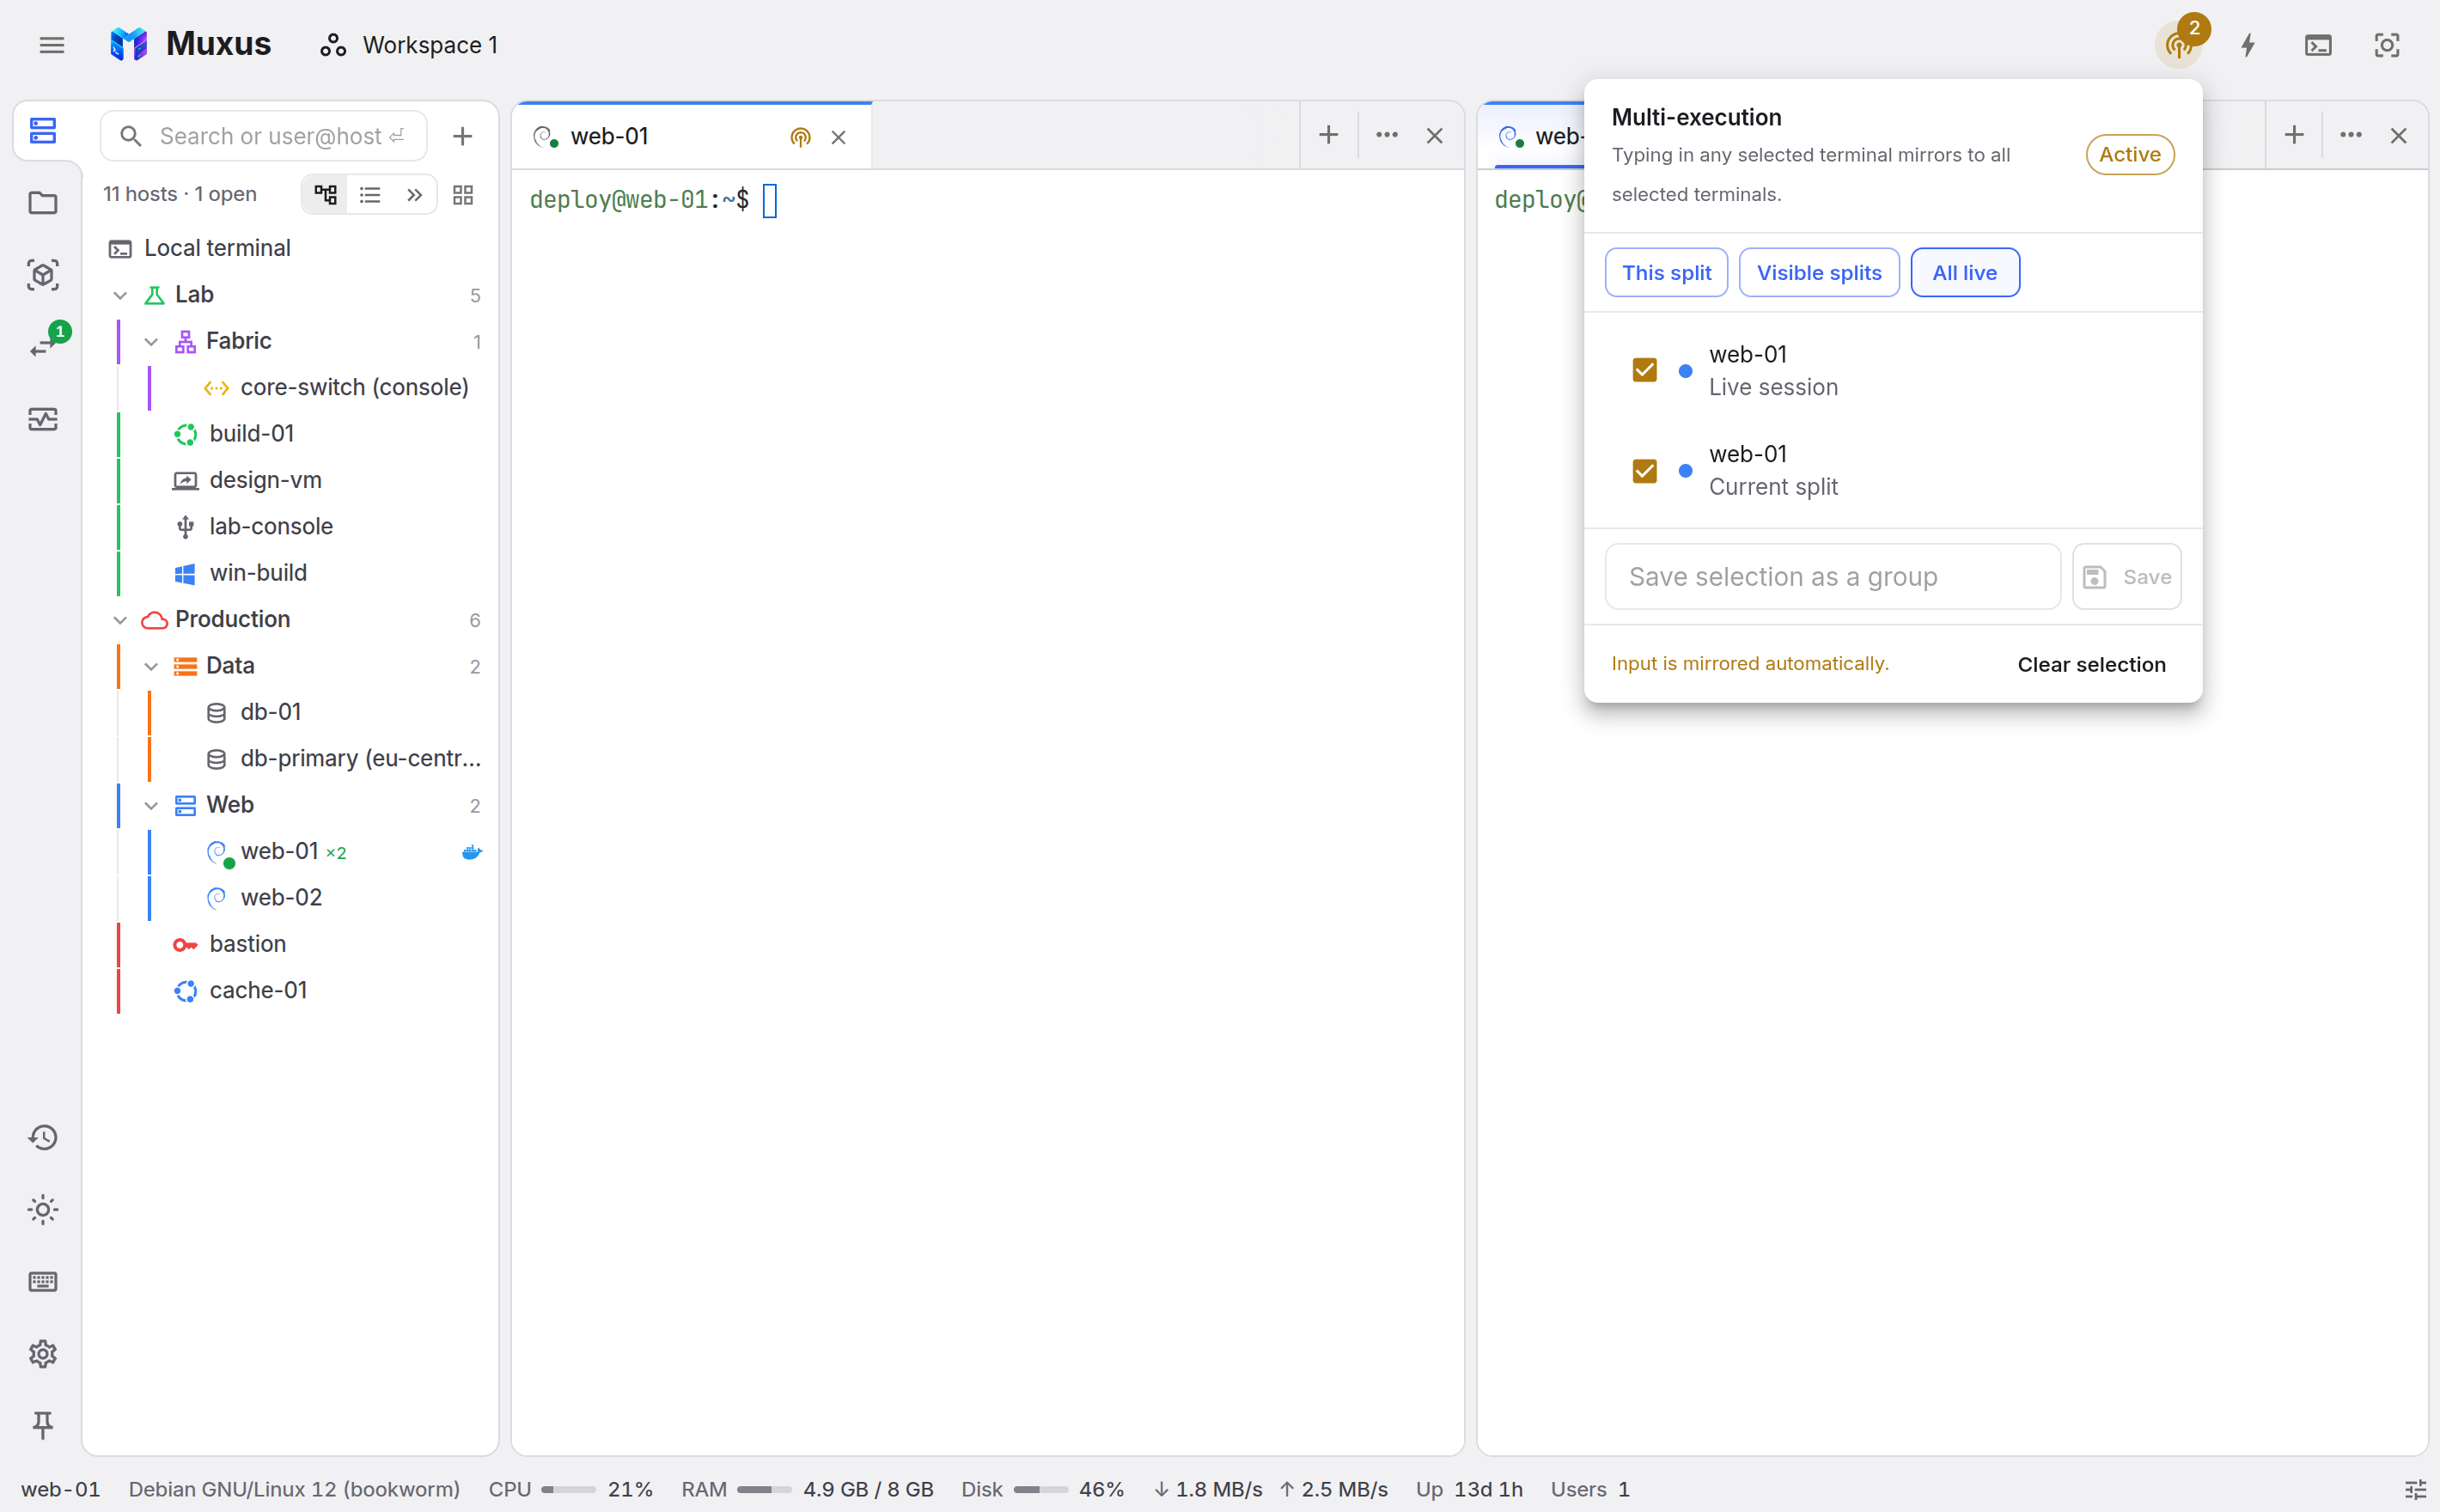 Muxus
Workspace 1
2
Search or user@host ⏎
11 hosts · 1 open
Local terminal
Lab 5
Fabric 1
core-switch (console)
build-01
design-vm
lab-console
win-build
Production 6
Data 2
db-01
db-primary (eu-centr...
Web 2
web-01 ×2
web-02
bastion
cache-01
1
web-01
deploy@web-01:~$
web-
deploy@
Multi-execution
Typing in any selected terminal mirrors to all
selected terminals.
Active
This split
Visible splits
All live
web-01
Live session
web-01
Current split
Save selection as a group
Save
Input is mirrored automatically.
Clear selection
web-01 Debian GNU/Linux 12 (bookworm) CPU 21% RAM 4.9 GB / 8 GB Disk 46% ↓ 1.8 MB/s ↑ 2.5 MB/s Up 13d 1h Users 1